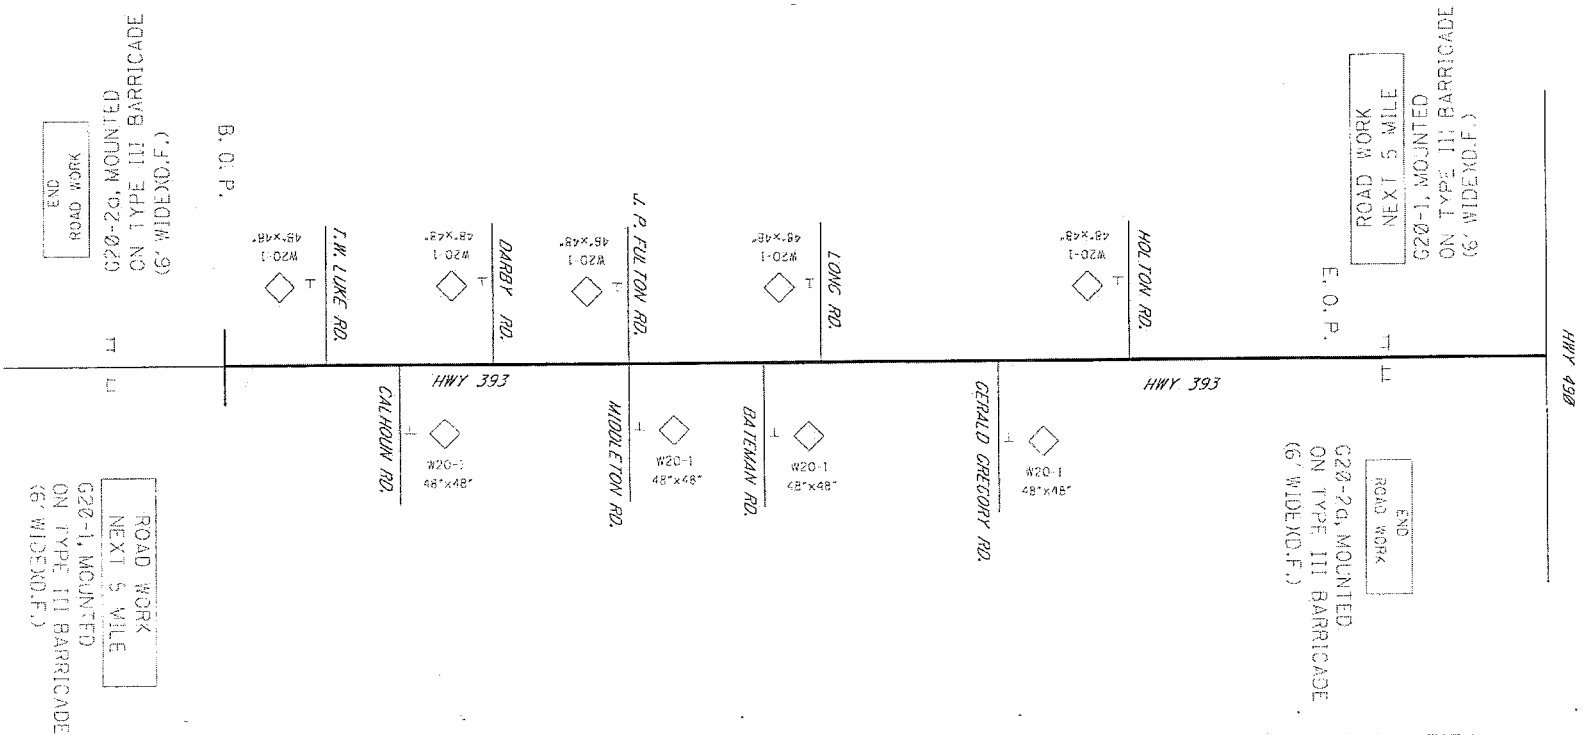 G20-2a, MOUNTED
ON TYPE III BARRICADE
(6' WIDE)(D.F.)
END
ROAD WORK
B.O.P.
W20-1
48"x48"
T.W. LUKE RD.
W20-1
48"x48"
DARBY RD.
W20-1
48"x48"
J. P. FULTON RD.
W20-1
48"x48"
LONG RD.
W20-1
48"x48"
HOLTON RD.
E.O.P.
ROAD WORK
NEXT 5 MILE
G20-1, MOUNTED
ON TYPE III BARRICADE
(6' WIDE)(D.F.)
HWY 490
HWY 393
HWY 393
CALHOUN RD.
W20-1
48"x48"
MIDDLETON RD.
W20-1
48"x48"
BATEMAN RD.
W20-1
48"x48"
GERALD GREGORY RD.
W20-1
48"x48"
END
ROAD WORK
G20-2a, MOUNTED
ON TYPE III BARRICADE
(6' WIDE)(D.F.)
ROAD WORK
NEXT 5 MILE
G20-1, MOUNTED
ON TYPE III BARRICADE
(6' WIDE)(D.F.)